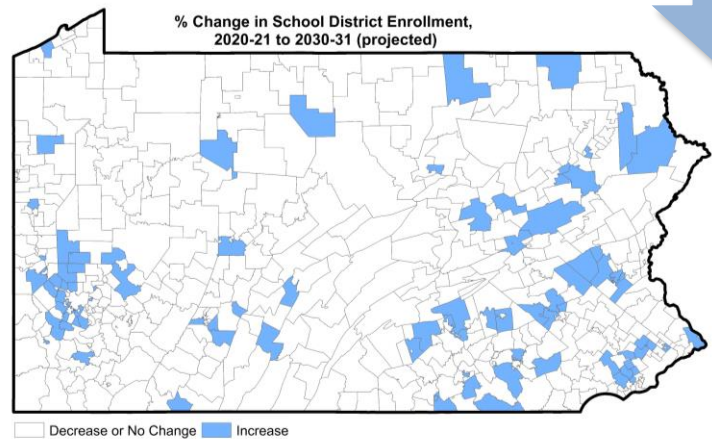 % Change in School District Enrollment,
2020-21 to 2030-31 (projected)
Decrease or No Change
Increase